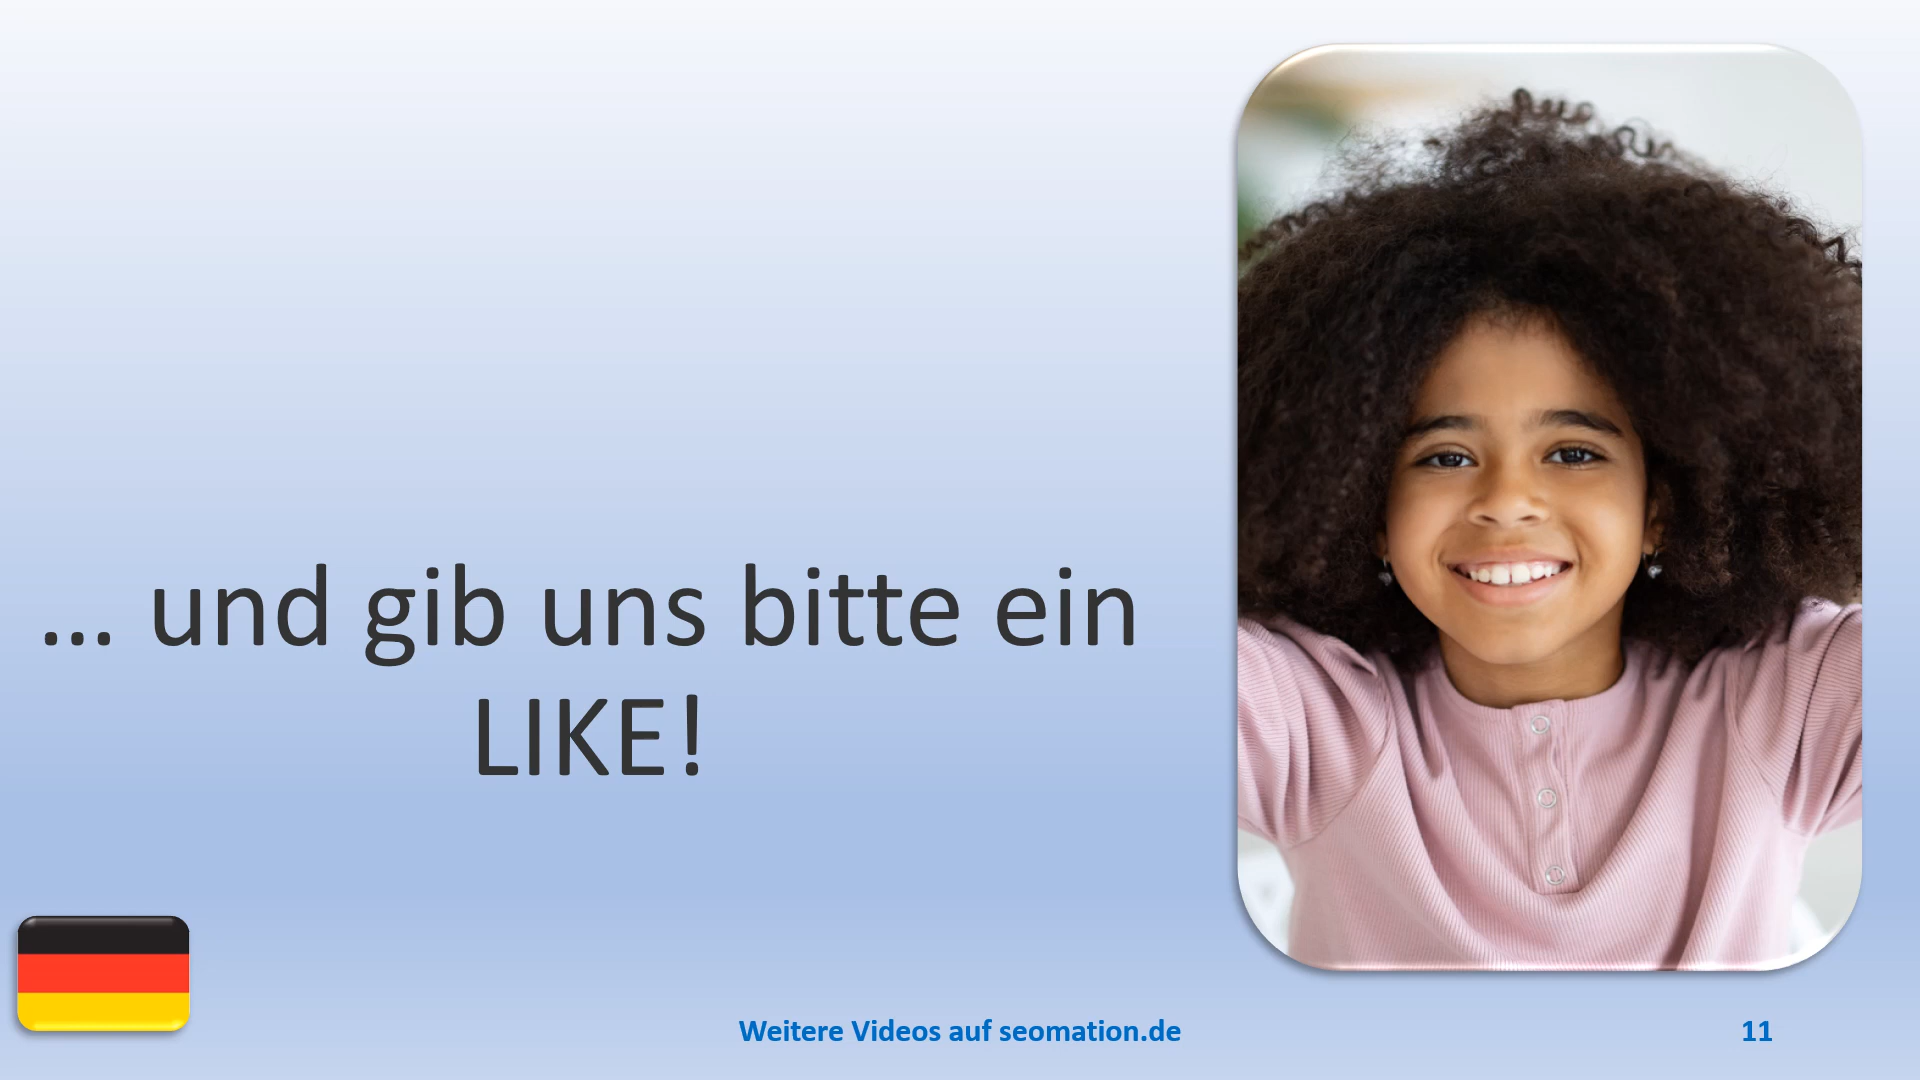 ... und gib uns bitte ein
LIKE!
Weitere Videos auf seomation.de
11